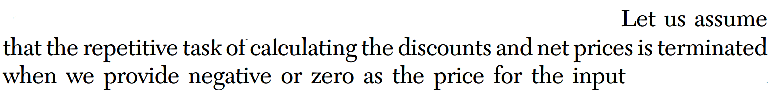 Let us assume
that the repetitive task of calculating the discounts and net prices is terminated
when we provide negative or zero as the price for the input